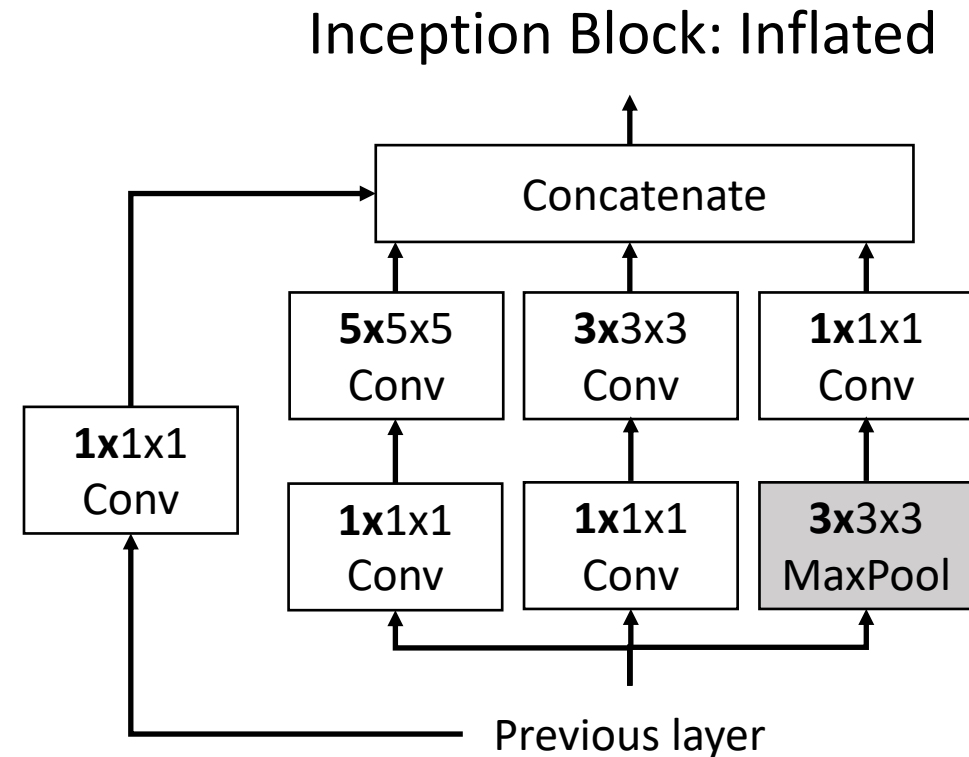 Inception Block: Inflated
Concatenate
5x5x5
Conv
3x3x3
Conv
1x1x1
Conv
1x1x1
Conv
1x1x1
Conv
1x1x1
Conv
3x3x3
MaxPool
Previous layer